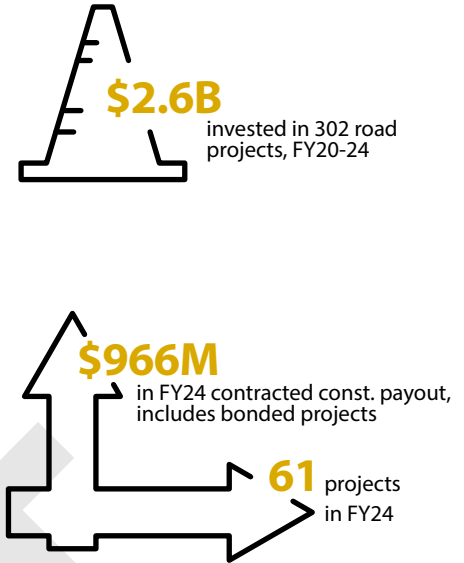 $2.6B
invested in 302 road
projects, FY20-24
$966M
in FY24 contracted const. payout,
includes bonded projects
61 projects
in FY24